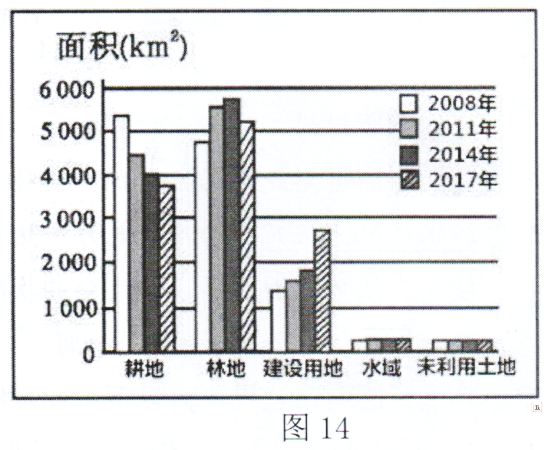 面积(km²)
6 000
5 000
4 000
3 000
2 000
1 000
0
2008年
2011年
2014年
2017年
耕地 林地 建设用地 水域 未利用土地
图 14